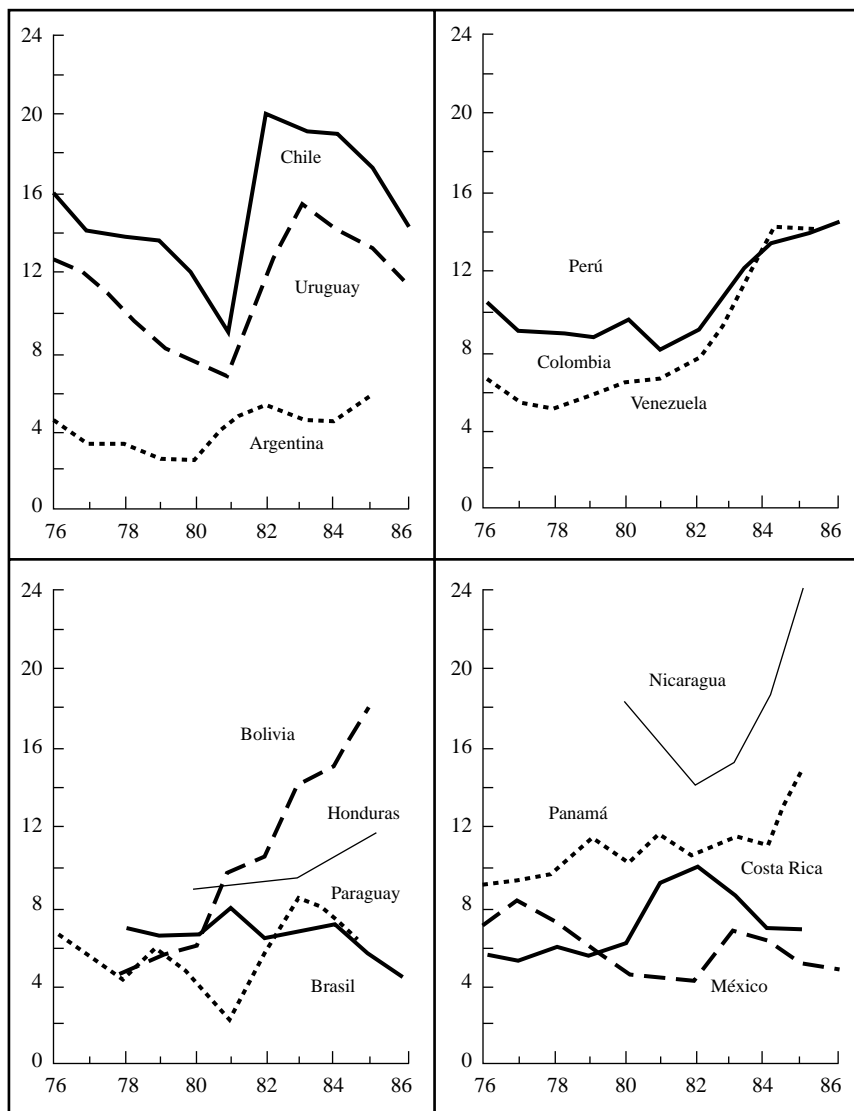 24
20
16
12
8
4
0
76 78 80 82 84 86
Chile
Uruguay
Argentina
24
20
16
12
8
4
0
76 78 80 82 84 86
Perú
Colombia
Venezuela
24
20
16
12
8
4
0
76 78 80 82 84 86
Bolivia
Honduras
Paraguay
Brasil
24
20
16
12
8
4
0
76 78 80 82 84 86
Nicaragua
Panamá
Costa Rica
México